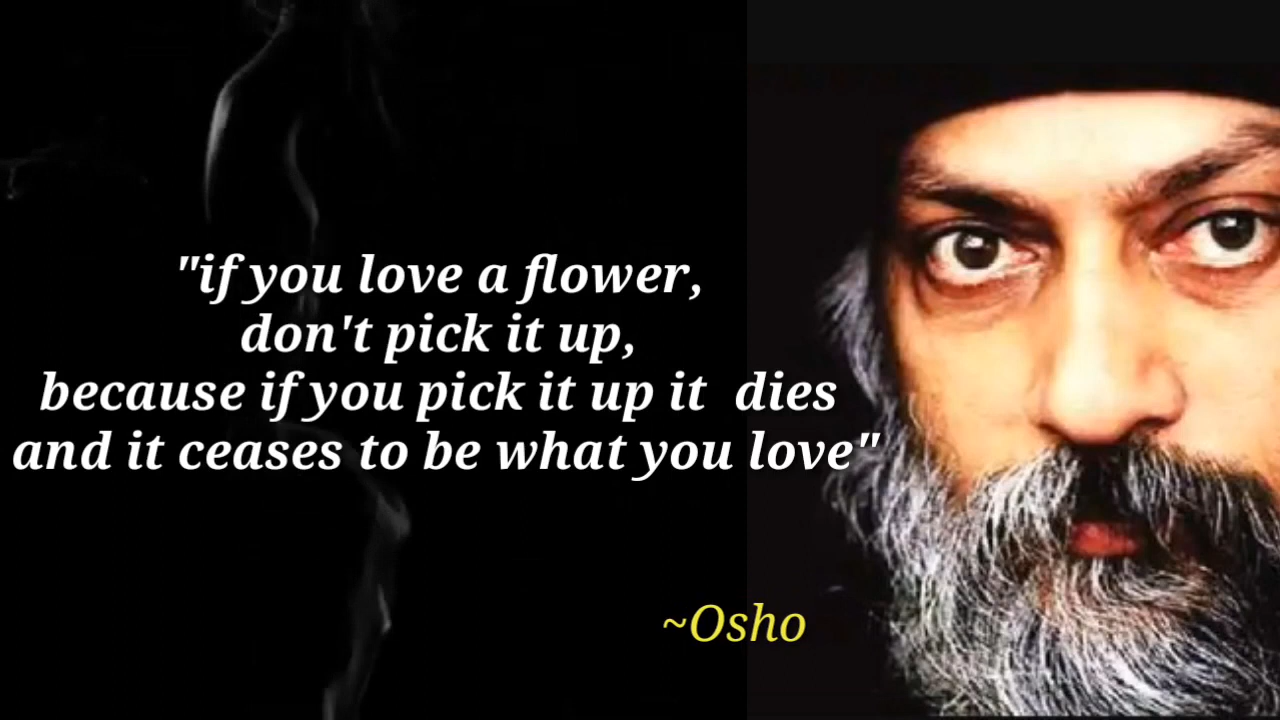 "if you love a flower,
don't pick it up,
because if you pick it up it  dies
and it ceases to be what you love"
~Osho